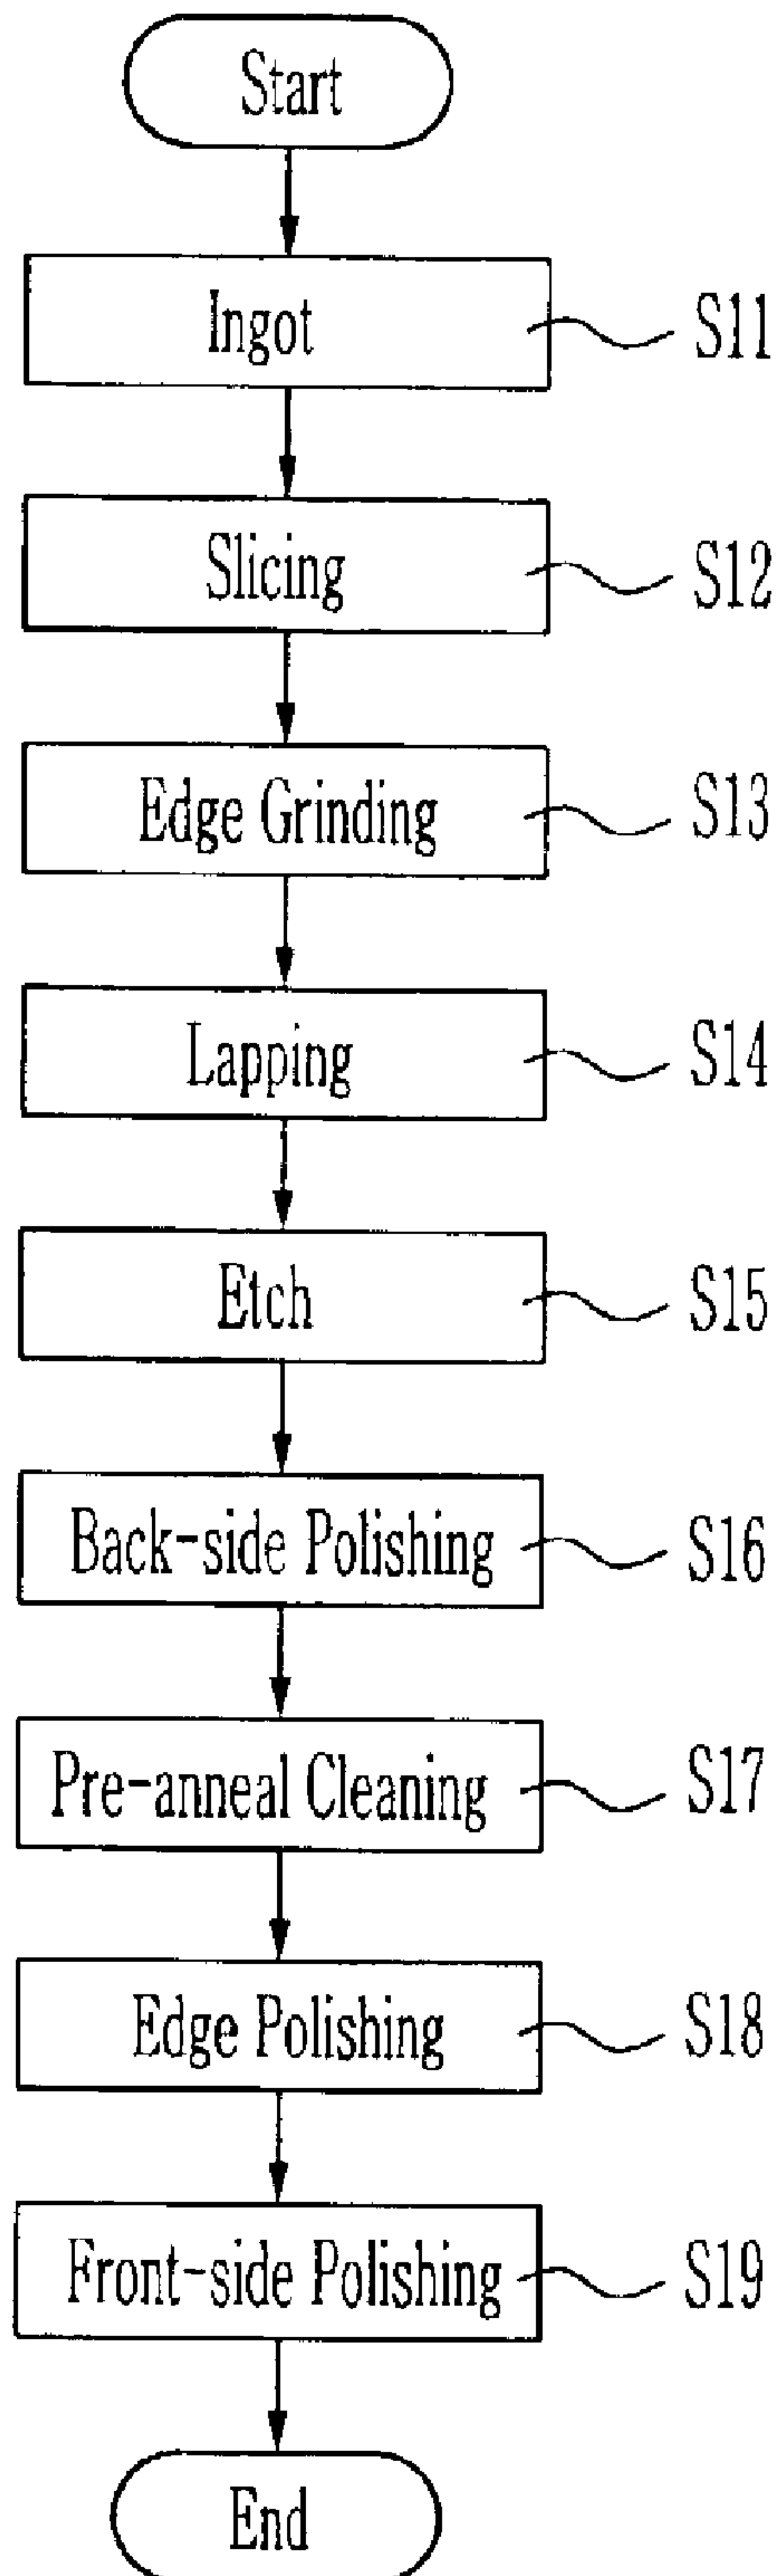 Start
Ingot S11
Slicing S12
Edge Grinding S13
Lapping S14
Etch S15
Back-side Polishing S16
Pre-anneal Cleaning S17
Edge Polishing S18
Front-side Polishing S19
End